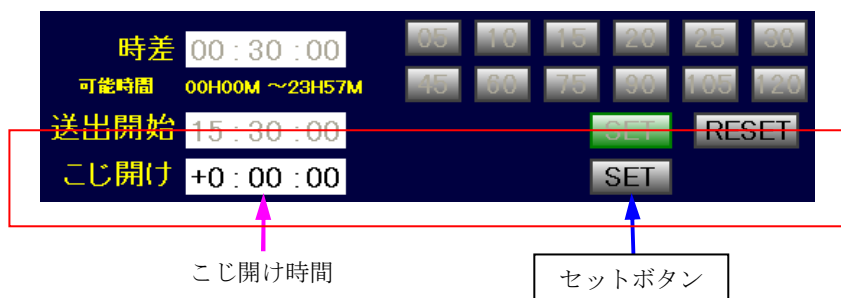 時差 00 : 30 : 00 05 10 15 20 25 30
可能時間 00H00M ～23H57M 45 60 75 90 105 120
送出開始 15 : 30 : 00 SET RESET
こじ開け +0 : 00 : 00 SET
こじ開け時間 セットボタン